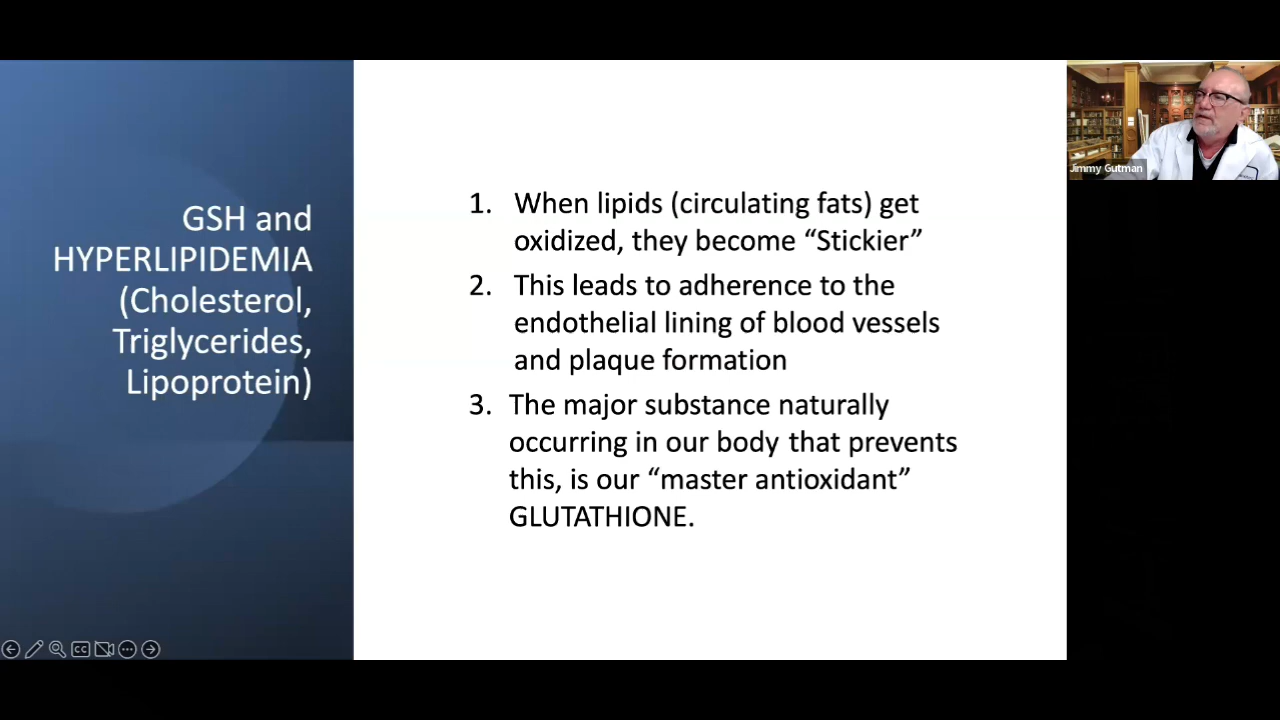 GSH and
HYPERLIPIDEMIA
(Cholesterol,
Triglycerides,
Lipoprotein)
1. When lipids (circulating fats) get
oxidized, they become “Stickier”
2. This leads to adherence to the
endothelial lining of blood vessels
and plaque formation
3. The major substance naturally
occurring in our body that prevents
this, is our “master antioxidant”
GLUTATHIONE.
Jimmy Gutman
CC